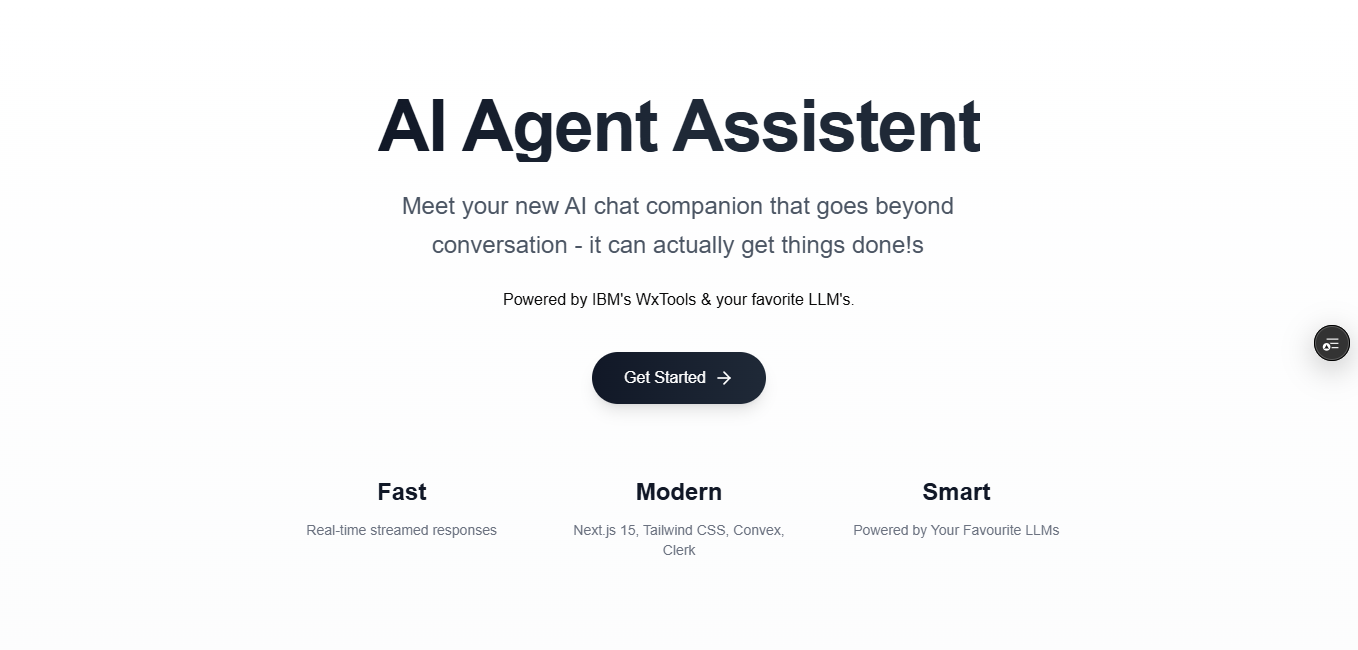 AI Agent Assistent
Meet your new AI chat companion that goes beyond
conversation - it can actually get things done!s
Powered by IBM's WxTools & your favorite LLM's.
Get Started
Fast
Real-time streamed responses
Modern
Next.js 15, Tailwind CSS, Convex,
Clerk
Smart
Powered by Your Favourite LLMs